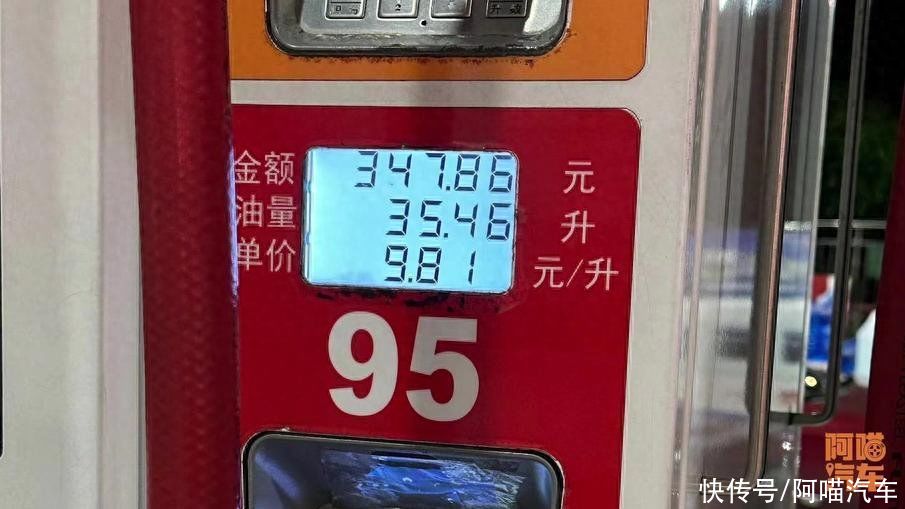 金额 347.86 元
油量 35.46 升
单价 9.81 元/升
95
阿喵
汽车
快传号/阿喵汽车